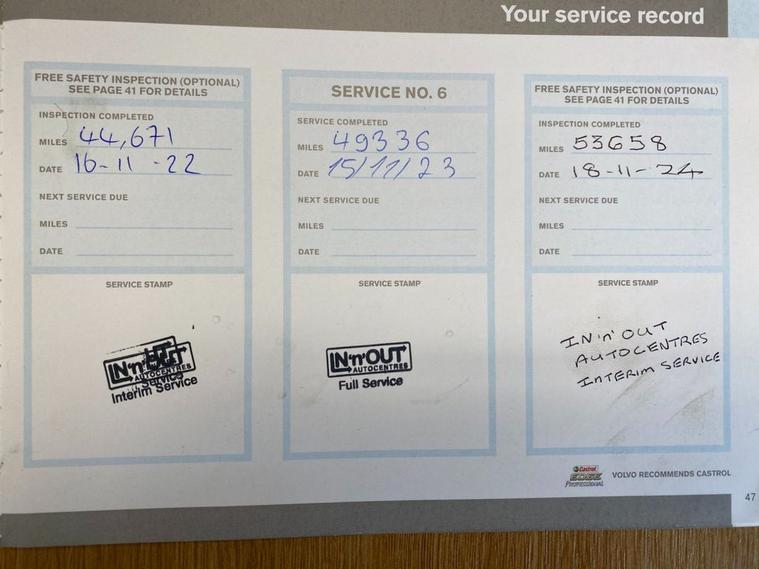 Your service record
FREE SAFETY INSPECTION (OPTIONAL)
SEE PAGE 41 FOR DETAILS
INSPECTION COMPLETED
MILES 44,671
DATE 16-11-22
NEXT SERVICE DUE
MILES
DATE
SERVICE STAMP
IN'n'OUT
AUTOCENTRES
Service
Interim Service
SERVICE NO. 6
SERVICE COMPLETED
MILES 49336
DATE 15/11/23
NEXT SERVICE DUE
MILES
DATE
SERVICE STAMP
IN'n'OUT
AUTOCENTRES
Full Service
FREE SAFETY INSPECTION (OPTIONAL)
SEE PAGE 41 FOR DETAILS
INSPECTION COMPLETED
MILES 53658
DATE 18-11-24
NEXT SERVICE DUE
MILES
DATE
SERVICE STAMP
IN'n'OUT
AUTOCENTRES
INTERIM SERVICE
Castrol
EDGE
PROFESSIONAL
VOLVO RECOMMENDS CASTROL
47